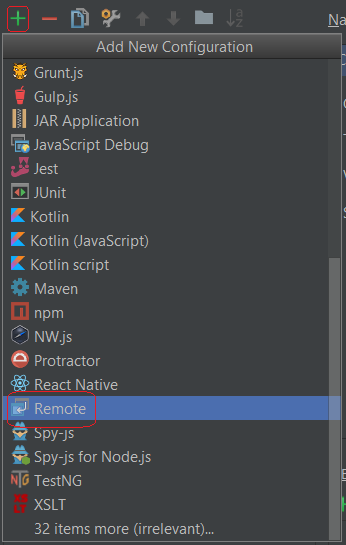 Add New Configuration
Grunt.js
Gulp.js
JAR Application
JavaScript Debug
Jest
JUnit
Kotlin
Kotlin (JavaScript)
Kotlin script
Maven
npm
NW.js
Protractor
React Native
Remote
Spy-js
Spy-js for Node.js
TestNG
XSLT
32 items more (irrelevant)...